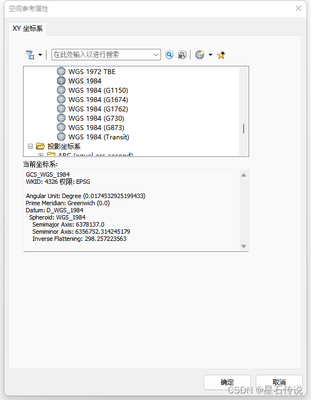 空间参考属性
XY 坐标系
在此处输入以进行搜索
WGS 1972 TBE
WGS 1984
WGS 1984 (G1150)
WGS 1984 (G1674)
WGS 1984 (G1762)
WGS 1984 (G730)
WGS 1984 (G873)
WGS 1984 (Transit)
投影坐标系
ARC (equal arc-second)
当前坐标系:
GCS_WGS_1984
WKID: 4326 权限: EPSG
Angular Unit: Degree (0.0174532925199433)
Prime Meridian: Greenwich (0.0)
Datum: D_WGS_1984
Spheroid: WGS_1984
Semimajor Axis: 6378137.0
Semiminor Axis: 6356752.314245179
Inverse Flattening: 298.257223563
确定
取消
CSDN @星石传说